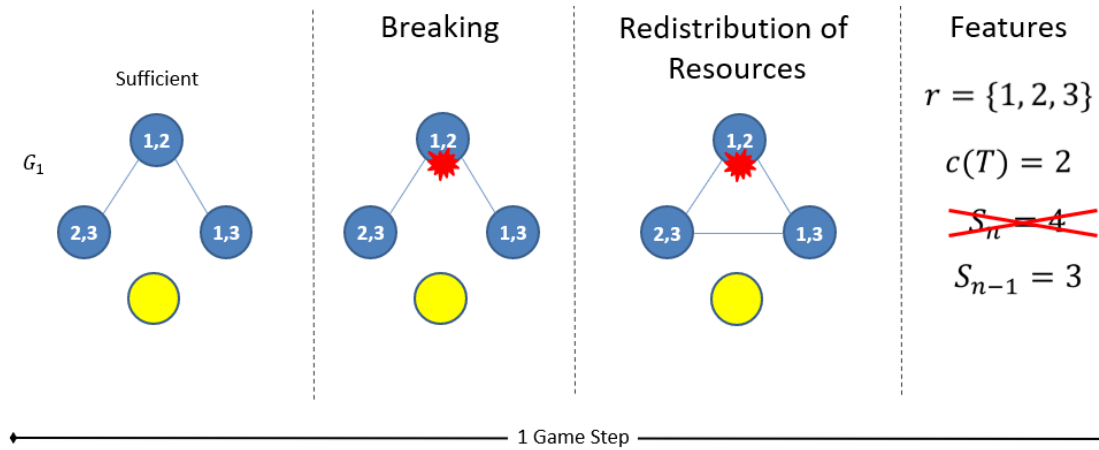 Breaking
Redistribution of
Resources
Features
Sufficient
G₁
1,2
2,3
1,3
1,2
2,3
1,3
1,2
2,3
1,3
r = {1, 2, 3}
c(T) = 2
Sₙ = 4
Sₙ₋₁ = 3
1 Game Step